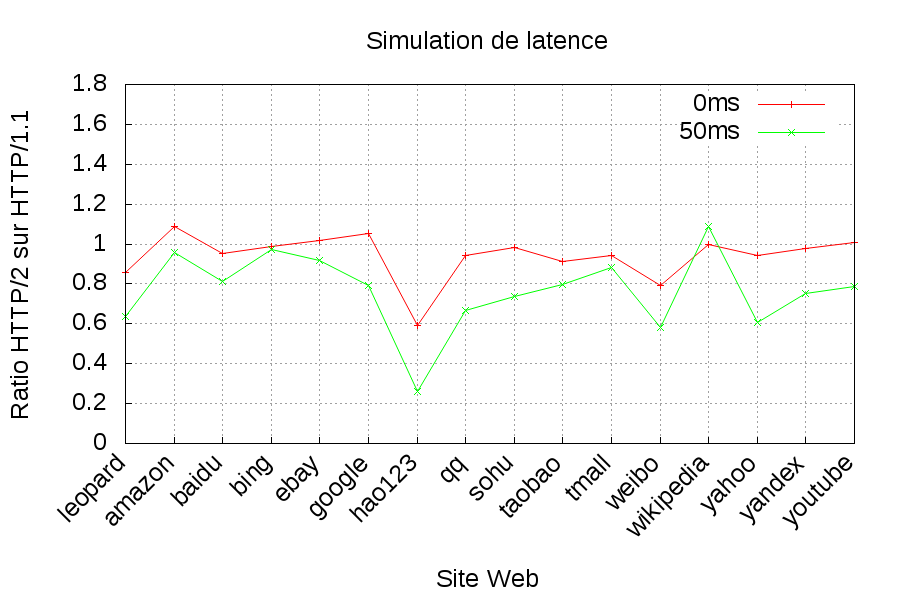 Simulation de latence
Ratio HTTP/2 sur HTTP/1.1
1.8
1.6
1.4
1.2
1
0.8
0.6
0.4
0.2
0
0ms
50ms
leopard
amazon
baidu
bing
ebay
google
hao123
qq
sohu
taobao
tmall
weibo
wikipedia
yahoo
yandex
youtube
Site Web